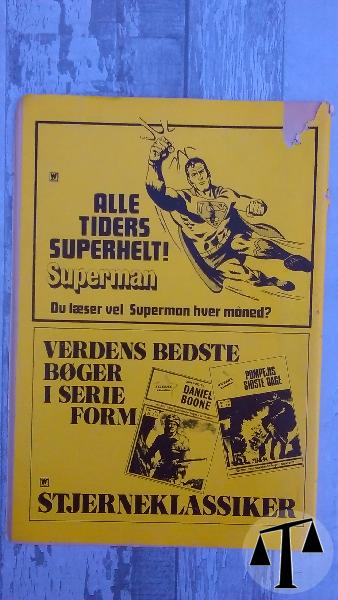 W
ALLE
TIDERS
SUPERHELT!
Superman
Du læser vel Superman hver måned?
VERDENS BEDSTE
BØGER
I SERIE
FORM
DANIEL
BOONE
POMPEJIS
SIDSTE DAGE
W
STJERNEKLASSIKER